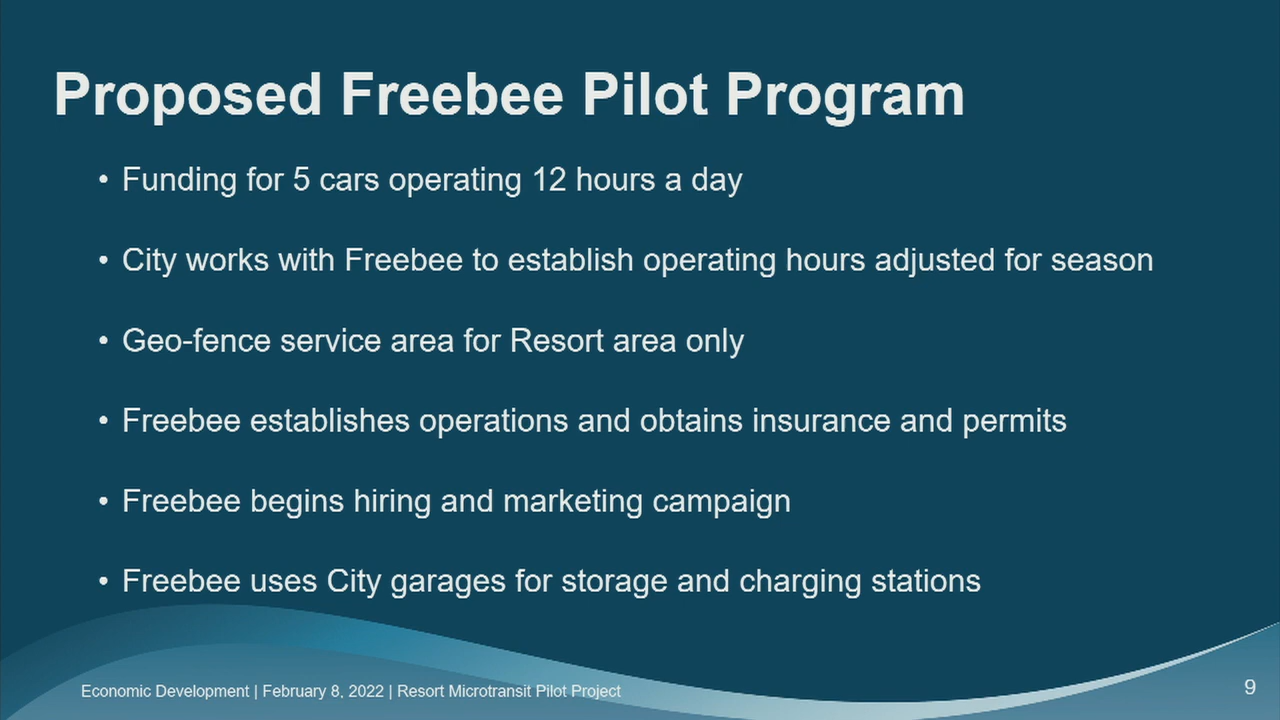 Proposed Freebee Pilot Program
• Funding for 5 cars operating 12 hours a day
• City works with Freebee to establish operating hours adjusted for season
• Geo-fence service area for Resort area only
• Freebee establishes operations and obtains insurance and permits
• Freebee begins hiring and marketing campaign
• Freebee uses City garages for storage and charging stations
Economic Development | February 8, 2022 | Resort Microtransit Pilot Project
9